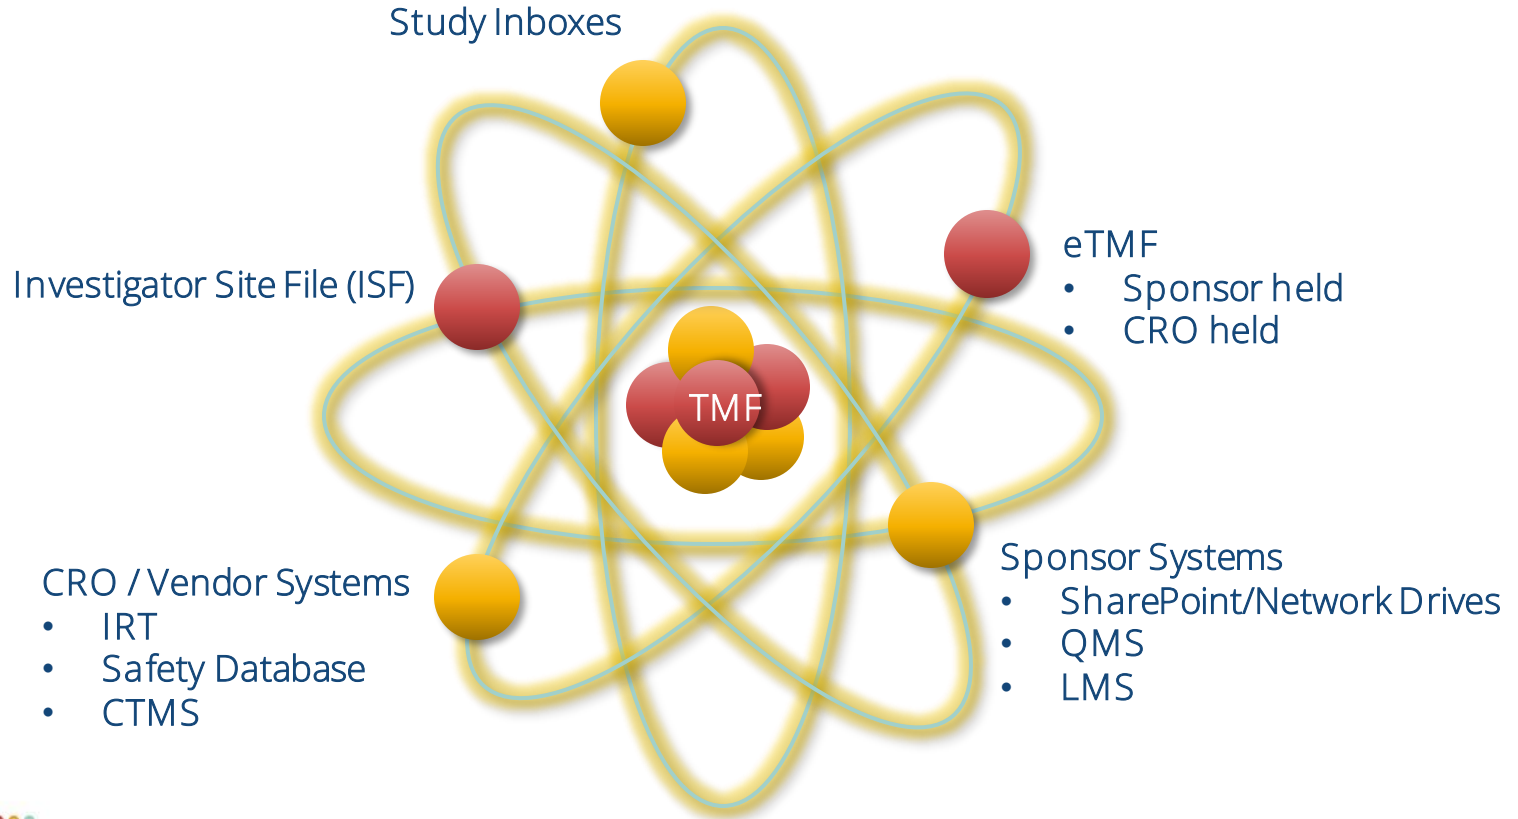 Study Inboxes
Investigator Site File (ISF)
eTMF
• Sponsor held
• CRO held
TMF
CRO / Vendor Systems
• IRT
• Safety Database
• CTMS
Sponsor Systems
• SharePoint/Network Drives
• QMS
• LMS